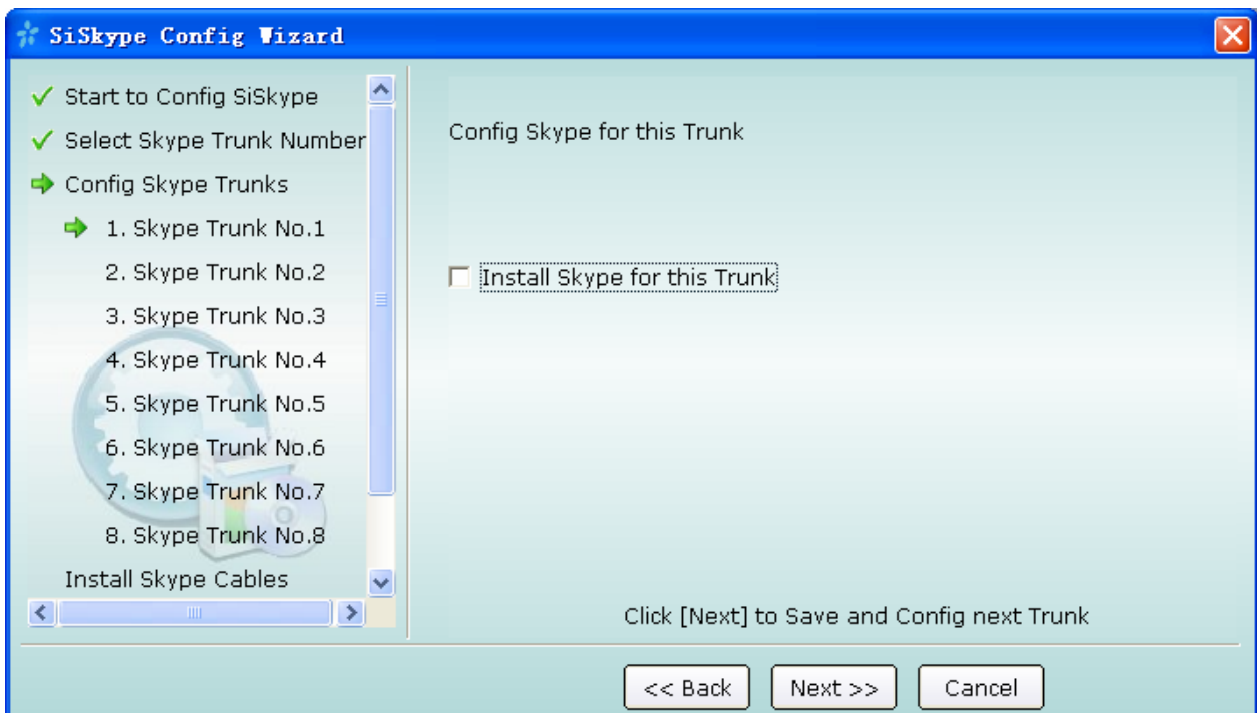 SiSkype Config Wizard
Start to Config SiSkype
Select Skype Trunk Number
Config Skype Trunks
1. Skype Trunk No.1
2. Skype Trunk No.2
3. Skype Trunk No.3
4. Skype Trunk No.4
5. Skype Trunk No.5
6. Skype Trunk No.6
7. Skype Trunk No.7
8. Skype Trunk No.8
Install Skype Cables
Config Skype for this Trunk
Install Skype for this Trunk
Click [Next] to Save and Config next Trunk
<< Back
Next >>
Cancel